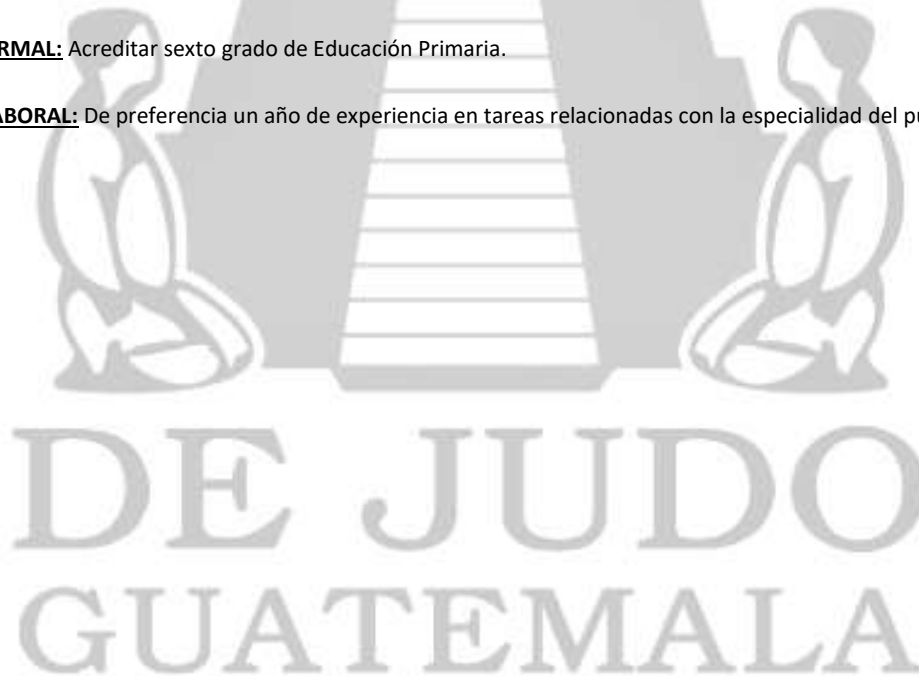 RMAL: Acreditar sexto grado de Educación Primaria.
ABORAL: De preferencia un año de experiencia en tareas relacionadas con la especialidad del pu
DE JUDO
GUATEMALA